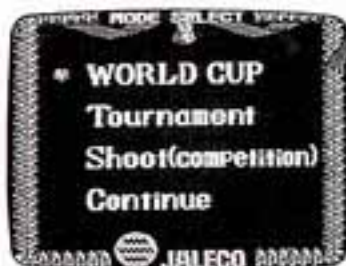 MODE SELECT
WORLD CUP
Tournament
Shoot(competition)
Continue
JALECO